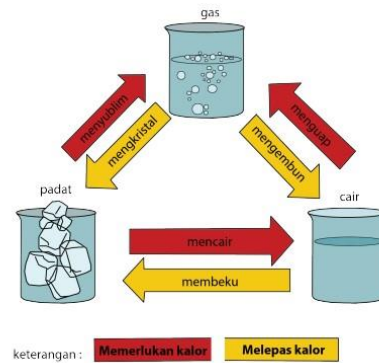 gas
menyublim
mengkristal
menguap
mengembun
padat
cair
mencair
membeku
keterangan : Memerlukan kalor Melepas kalor